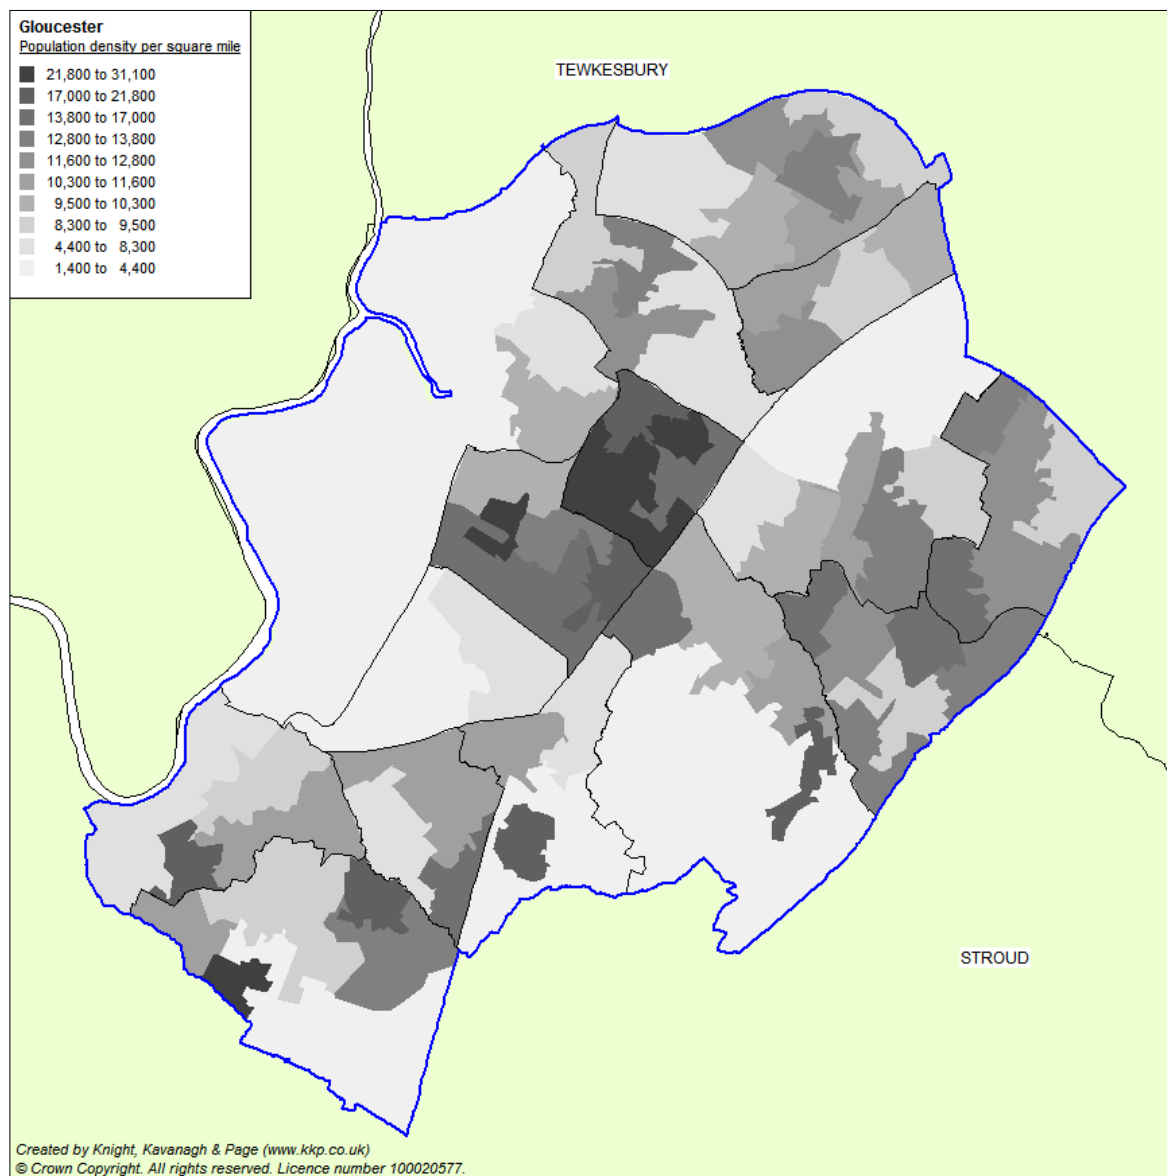 Gloucester
Population density per square mile
21,800 to 31,100
17,000 to 21,800
13,800 to 17,000
12,800 to 13,800
11,600 to 12,800
10,300 to 11,600
9,500 to 10,300
8,300 to 9,500
4,400 to 8,300
1,400 to 4,400
TEWKESBURY
STROUD
Created by Knight, Kavanagh & Page (www.kkp.co.uk)
© Crown Copyright. All rights reserved. Licence number 100020577.